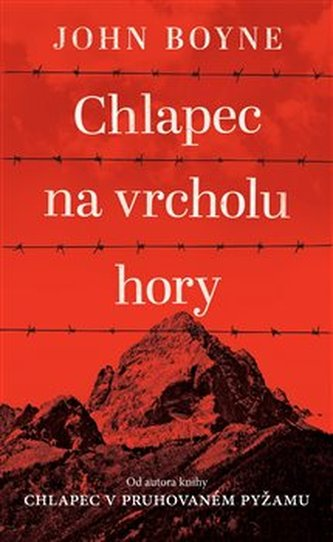 JOHN BOYNE
Chlapec
na vrcholu
hory
Od autora knihy
CHLAPEC V PRUHOVANÉM PYŽAMU